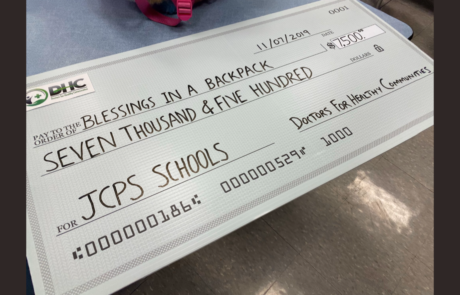 0001
11/07/2019
DHC
PAY TO THE
ORDER OF BLESSINGS IN A BACKPACK
$7,500.00
SEVEN THOUSAND & FIVE HUNDRED DOLLARS
FOR JCPS SCHOOLS
DOCTORS FOR HEALTHY COMMUNITIES
⑆000000186⑆ 000000529⑈ 1000